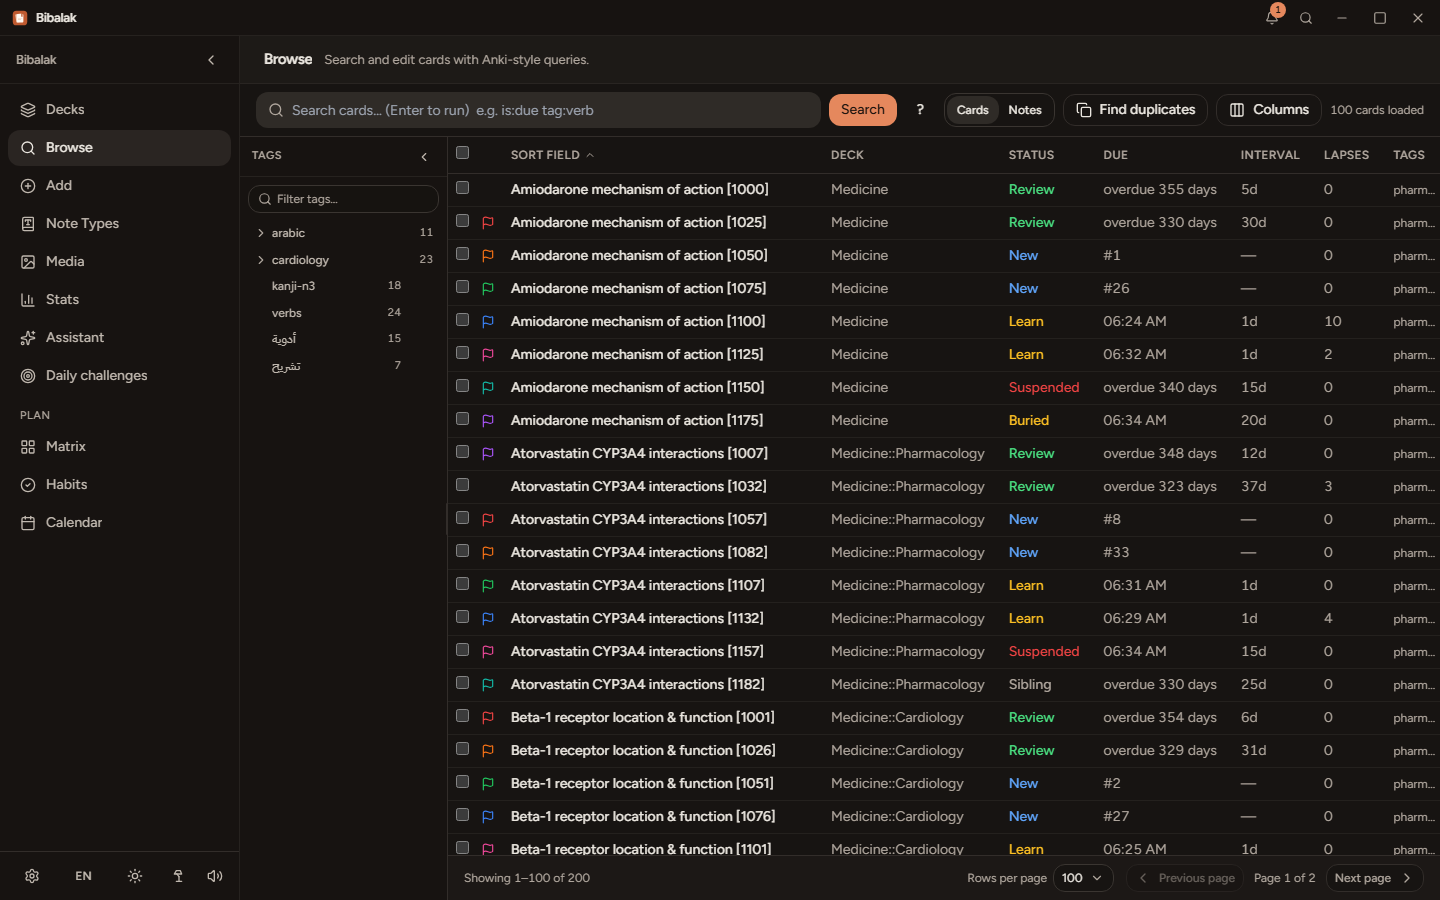 Bibalak
1
Bibalak
Browse Search and edit cards with Anki-style queries.
Decks
Browse
Add
Note Types
Media
Stats
Assistant
Daily challenges
PLAN
Matrix
Habits
Calendar
EN
Search cards... (Enter to run) e.g. is:due tag:verb
Search
?
Cards Notes
Find duplicates
Columns
100 cards loaded
TAGS
Filter tags...
arabic 11
cardiology 23
kanji-n3 18
verbs 24
أدوية 15
تشريح 7
SORT FIELD DECK STATUS DUE INTERVAL LAPSES TAGS
Amiodarone mechanism of action [1000] Medicine Review overdue 355 days 5d 0 pharm...
Amiodarone mechanism of action [1025] Medicine Review overdue 330 days 30d 0 pharm...
Amiodarone mechanism of action [1050] Medicine New #1 — 0 pharm...
Amiodarone mechanism of action [1075] Medicine New #26 — 0 pharm...
Amiodarone mechanism of action [1100] Medicine Learn 06:24 AM 1d 10 pharm...
Amiodarone mechanism of action [1125] Medicine Learn 06:32 AM 1d 2 pharm...
Amiodarone mechanism of action [1150] Medicine Suspended overdue 340 days 15d 0 pharm...
Amiodarone mechanism of action [1175] Medicine Buried 06:34 AM 20d 0 pharm...
Atorvastatin CYP3A4 interactions [1007] Medicine::Pharmacology Review overdue 348 days 12d 0 pharm...
Atorvastatin CYP3A4 interactions [1032] Medicine::Pharmacology Review overdue 323 days 37d 3 pharm...
Atorvastatin CYP3A4 interactions [1057] Medicine::Pharmacology New #8 — 0 pharm...
Atorvastatin CYP3A4 interactions [1082] Medicine::Pharmacology New #33 — 0 pharm...
Atorvastatin CYP3A4 interactions [1107] Medicine::Pharmacology Learn 06:31 AM 1d 0 pharm...
Atorvastatin CYP3A4 interactions [1132] Medicine::Pharmacology Learn 06:29 AM 1d 4 pharm...
Atorvastatin CYP3A4 interactions [1157] Medicine::Pharmacology Suspended 06:34 AM 15d 0 pharm...
Atorvastatin CYP3A4 interactions [1182] Medicine::Pharmacology Sibling overdue 330 days 25d 0 pharm...
Beta-1 receptor location & function [1001] Medicine::Cardiology Review overdue 354 days 6d 0 pharm...
Beta-1 receptor location & function [1026] Medicine::Cardiology Review overdue 329 days 31d 0 pharm...
Beta-1 receptor location & function [1051] Medicine::Cardiology New #2 — 0 pharm...
Beta-1 receptor location & function [1076] Medicine::Cardiology New #27 — 0 pharm...
Beta-1 receptor location & function [1101] Medicine::Cardiology Learn 06:25 AM 1d 0 pharm...
Showing 1–100 of 200
Rows per page 100
Previous page
Page 1 of 2
Next page